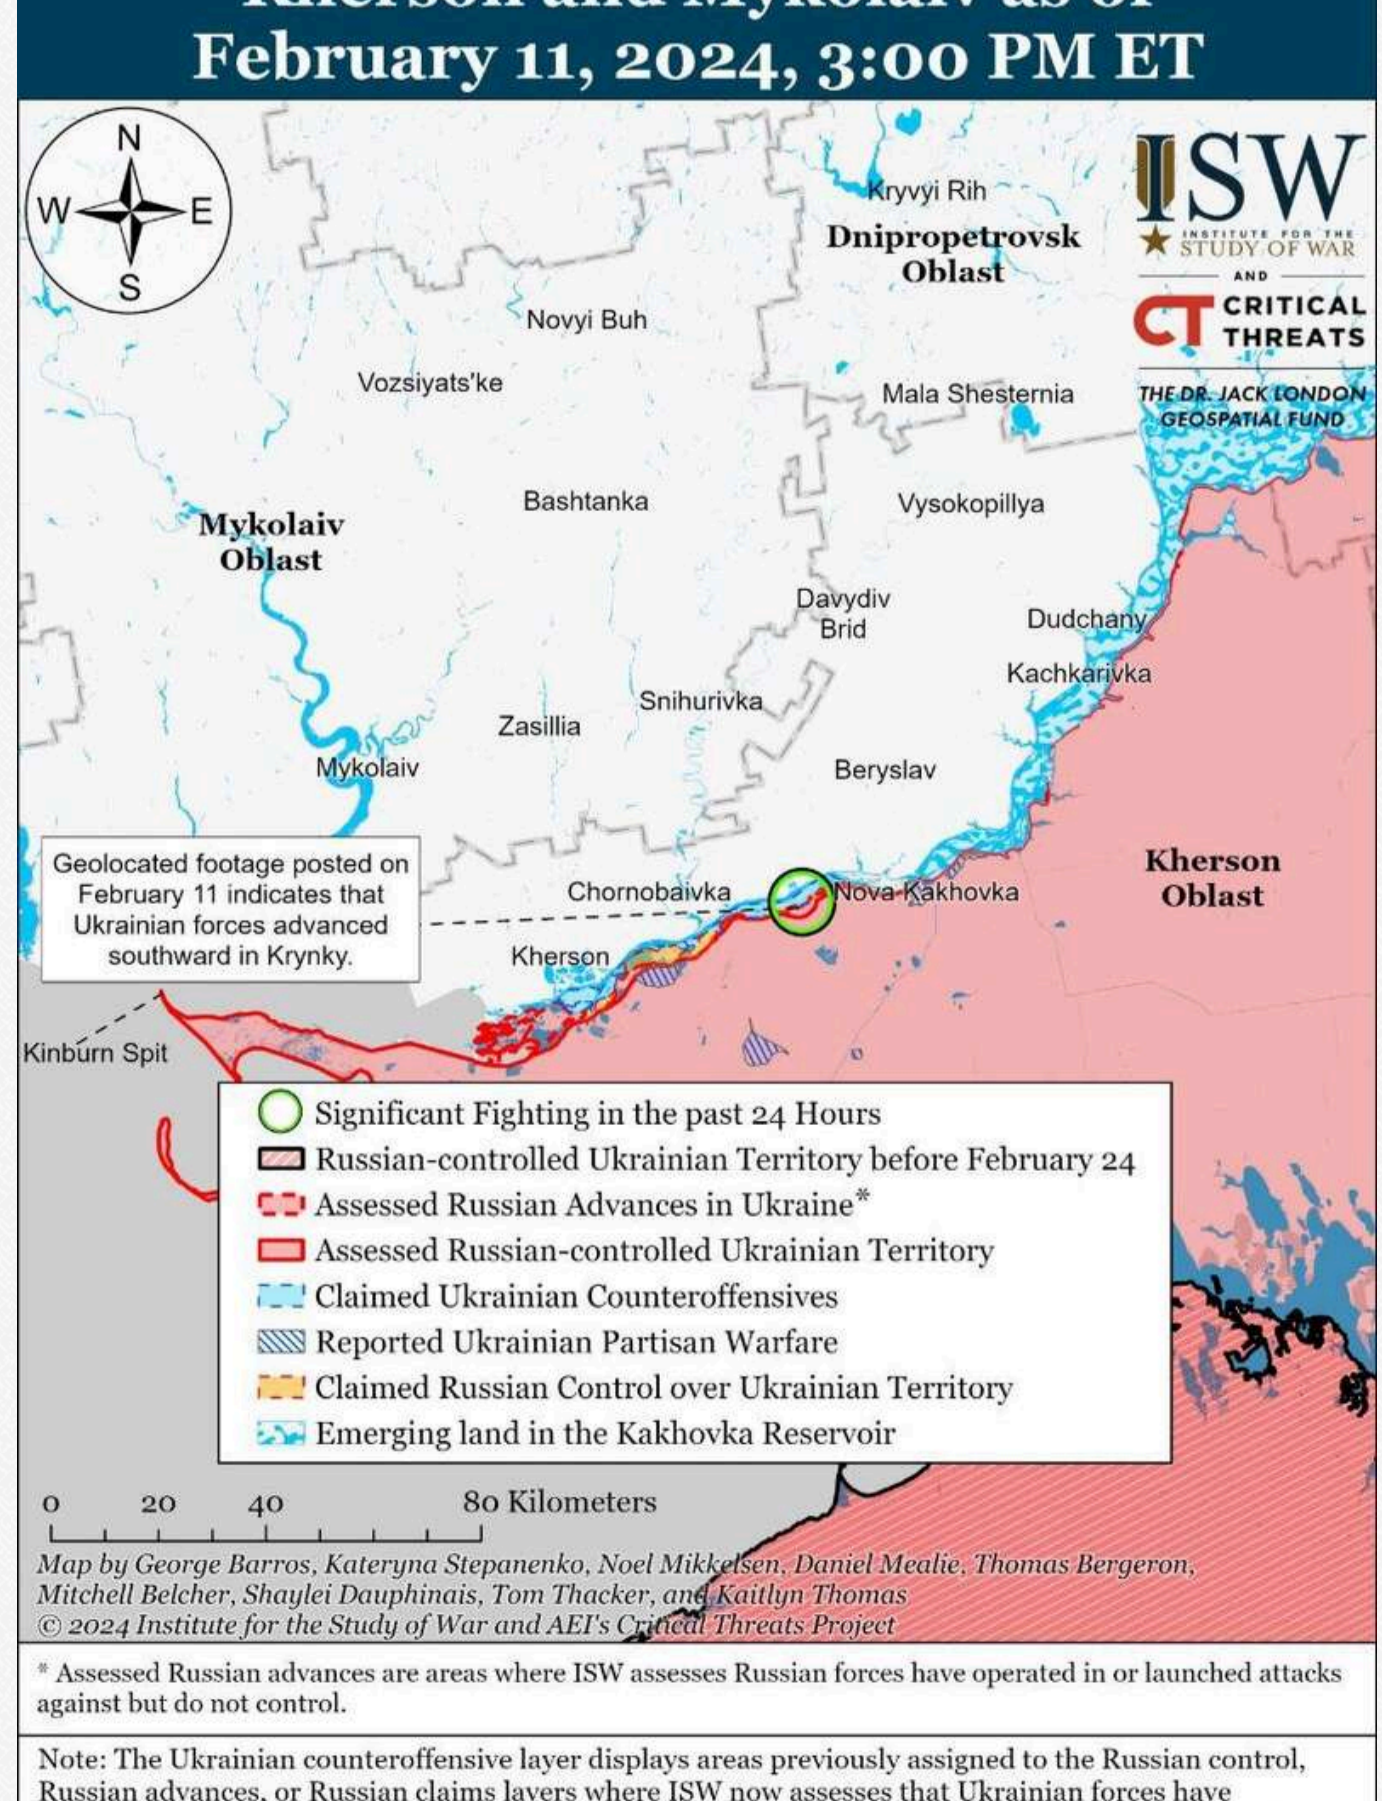 Kherson and Mykolaiv as of
February 11, 2024, 3:00 PM ET
N
W
E
S
ISW
INSTITUTE FOR THE
STUDY OF WAR
AND
CT CRITICAL
THREATS
THE DR. JACK LONDON
GEOSPATIAL FUND
Kryvyi Rih
Dnipropetrovsk
Oblast
Novyi Buh
Vozsiyats'ke
Mala Shesternia
Bashtanka
Vysokopillya
Mykolaiv
Oblast
Davydiv
Brid
Dudchany
Kachkarivka
Snihurivka
Zasillia
Mykolaiv
Beryslav
Geolocated footage posted on
February 11 indicates that
Ukrainian forces advanced
southward in Krynky.
Kherson
Oblast
Chornobaivka
Nova Kakhovka
Kherson
Kinburn Spit
Significant Fighting in the past 24 Hours
Russian-controlled Ukrainian Territory before February 24
Assessed Russian Advances in Ukraine*
Assessed Russian-controlled Ukrainian Territory
Claimed Ukrainian Counteroffensives
Reported Ukrainian Partisan Warfare
Claimed Russian Control over Ukrainian Territory
Emerging land in the Kakhovka Reservoir
0 20 40 80 Kilometers
Map by George Barros, Kateryna Stepanenko, Noel Mikkelsen, Daniel Mealie, Thomas Bergeron,
Mitchell Belcher, Shaylei Dauphinais, Tom Thacker, and Kaitlyn Thomas
© 2024 Institute for the Study of War and AEI's Critical Threats Project
* Assessed Russian advances are areas where ISW assesses Russian forces have operated in or launched attacks
against but do not control.
Note: The Ukrainian counteroffensive layer displays areas previously assigned to the Russian control,
Russian advances, or Russian claims layers where ISW now assesses that Ukrainian forces have